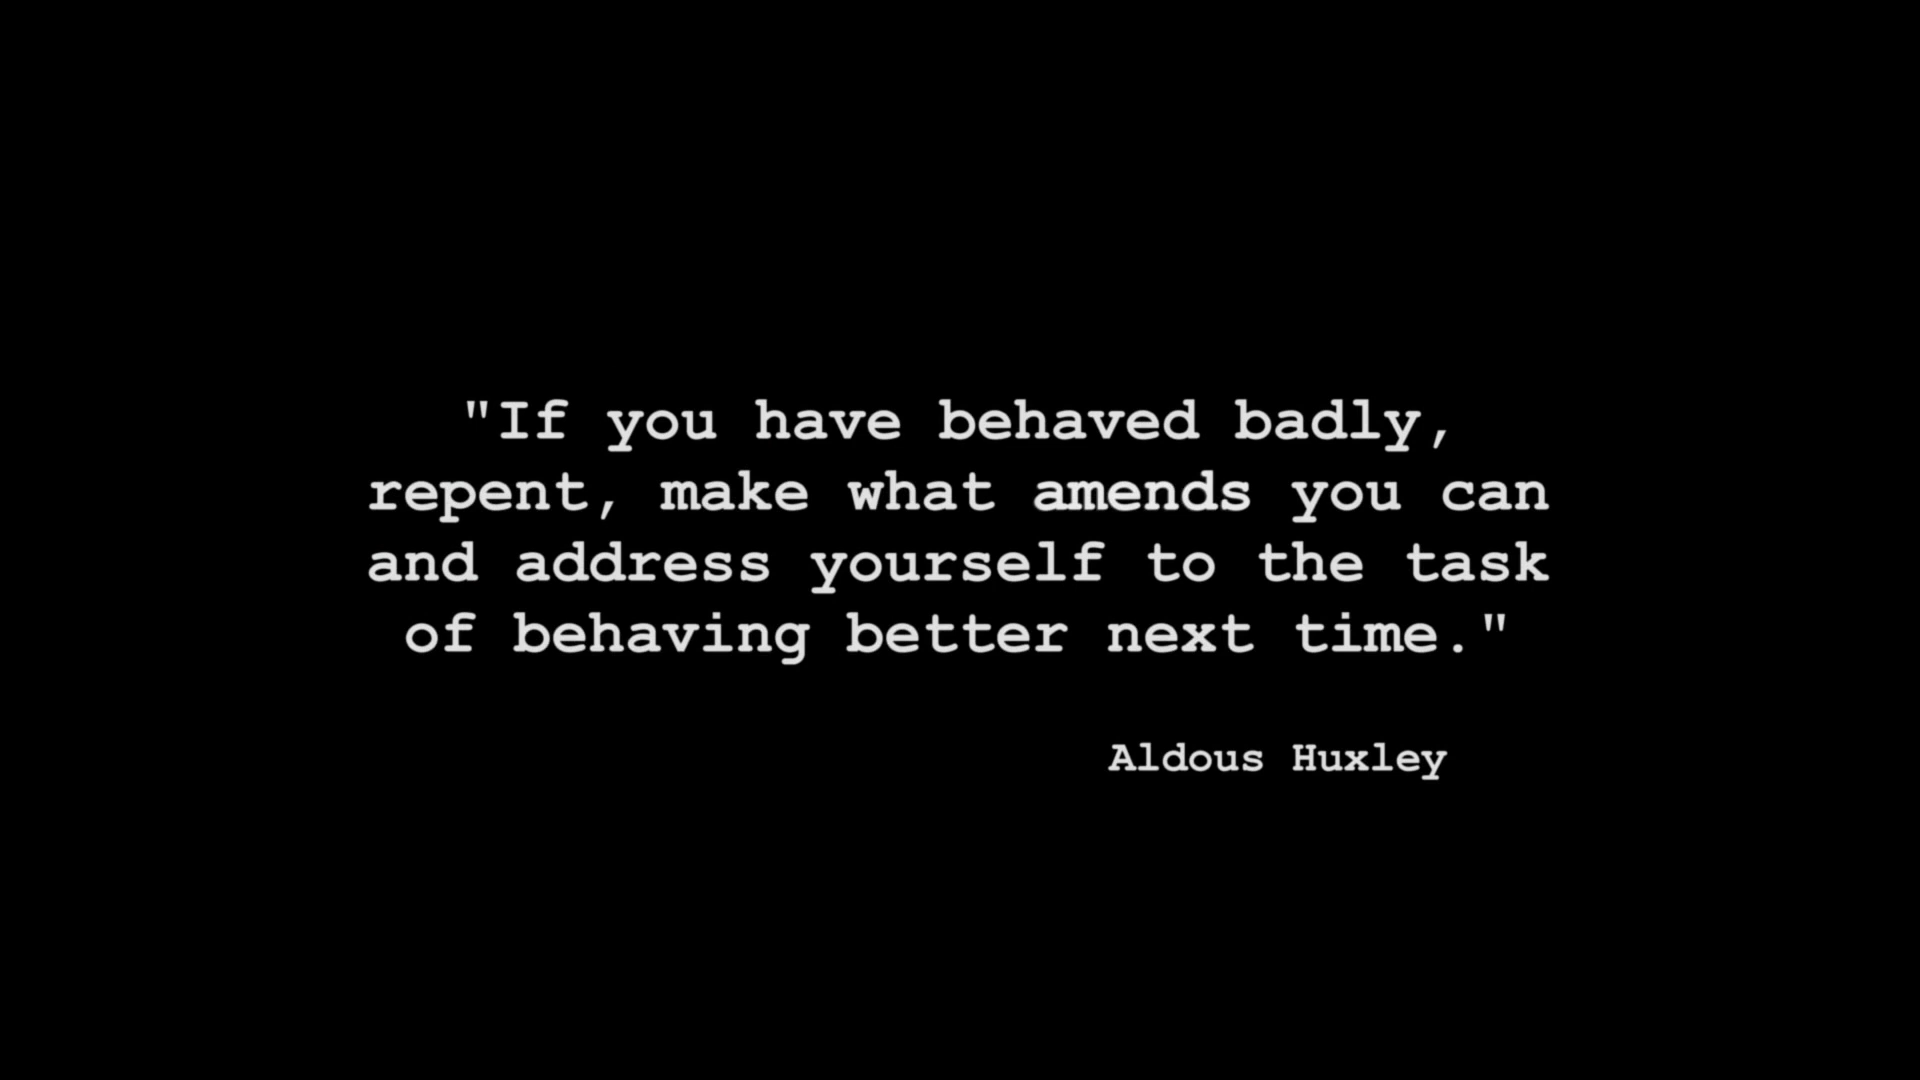 "If you have behaved badly,
repent, make what amends you can
and address yourself to the task
of behaving better next time."
Aldous Huxley